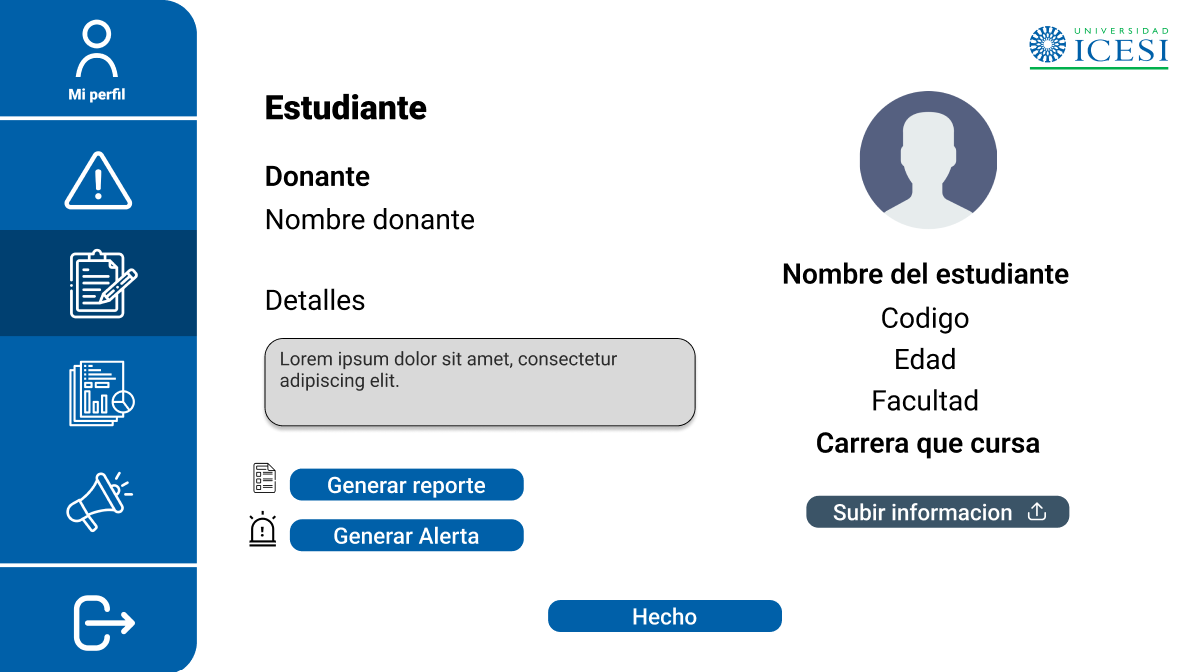 Mi perfil
UNIVERSIDAD
ICESI
Estudiante
Donante
Nombre donante
Detalles
Lorem ipsum dolor sit amet, consectetur
adipiscing elit.
Generar reporte
Generar Alerta
Nombre del estudiante
Codigo
Edad
Facultad
Carrera que cursa
Subir informacion
Hecho